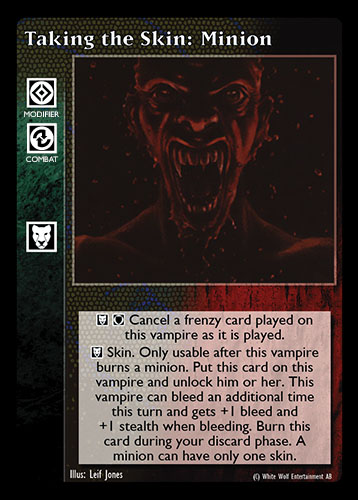 Taking the Skin: Minion
MODIFIER
COMBAT
Cancel a frenzy card played on
this vampire as it is played.
Skin. Only usable after this vampire
burns a minion. Put this card on this
vampire and unlock him or her. This
vampire can bleed an additional time
this turn and gets +1 bleed and
+1 stealth when bleeding. Burn this
card during your discard phase. A
minion can have only one skin.
Illus: Leif Jones
(C) White Wolf Entertainment AB